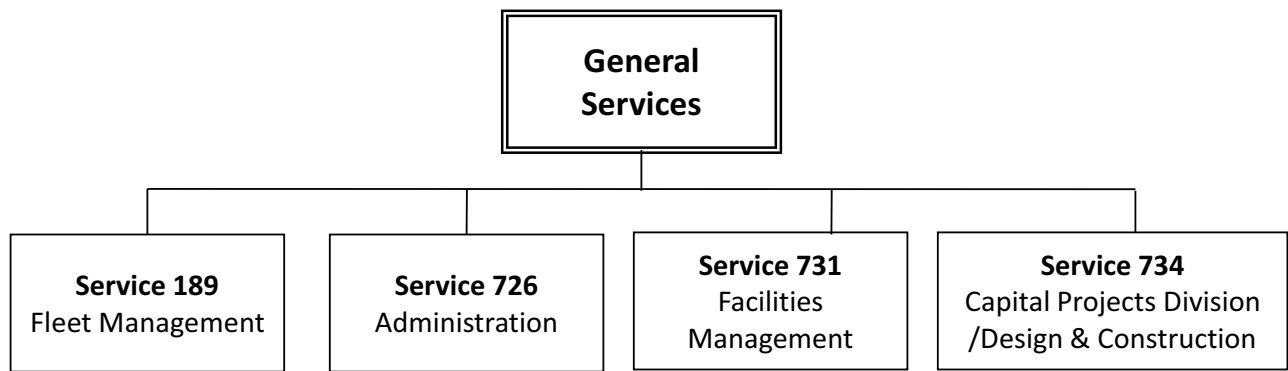 General
Services
Service 189
Fleet Management
Service 726
Administration
Service 731
Facilities
Management
Service 734
Capital Projects Division
/Design & Construction